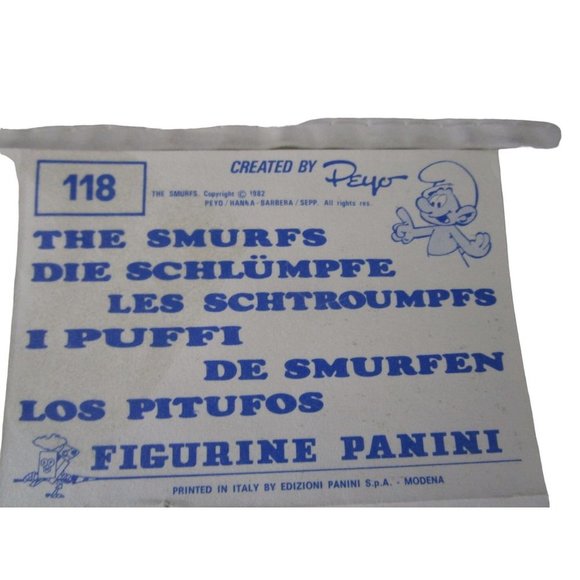 118
CREATED BY Peyo
THE SMURFS. Copyright © 1982
PEYO/HANNA-BARBERA/SEPP. All rights res.
THE SMURFS
DIE SCHLÜMPFE
LES SCHTROUMPFS
I PUFFI
DE SMURFEN
LOS PITUFOS
FIGURINE PANINI
PRINTED IN ITALY BY EDIZIONI PANINI S.p.A. - MODENA